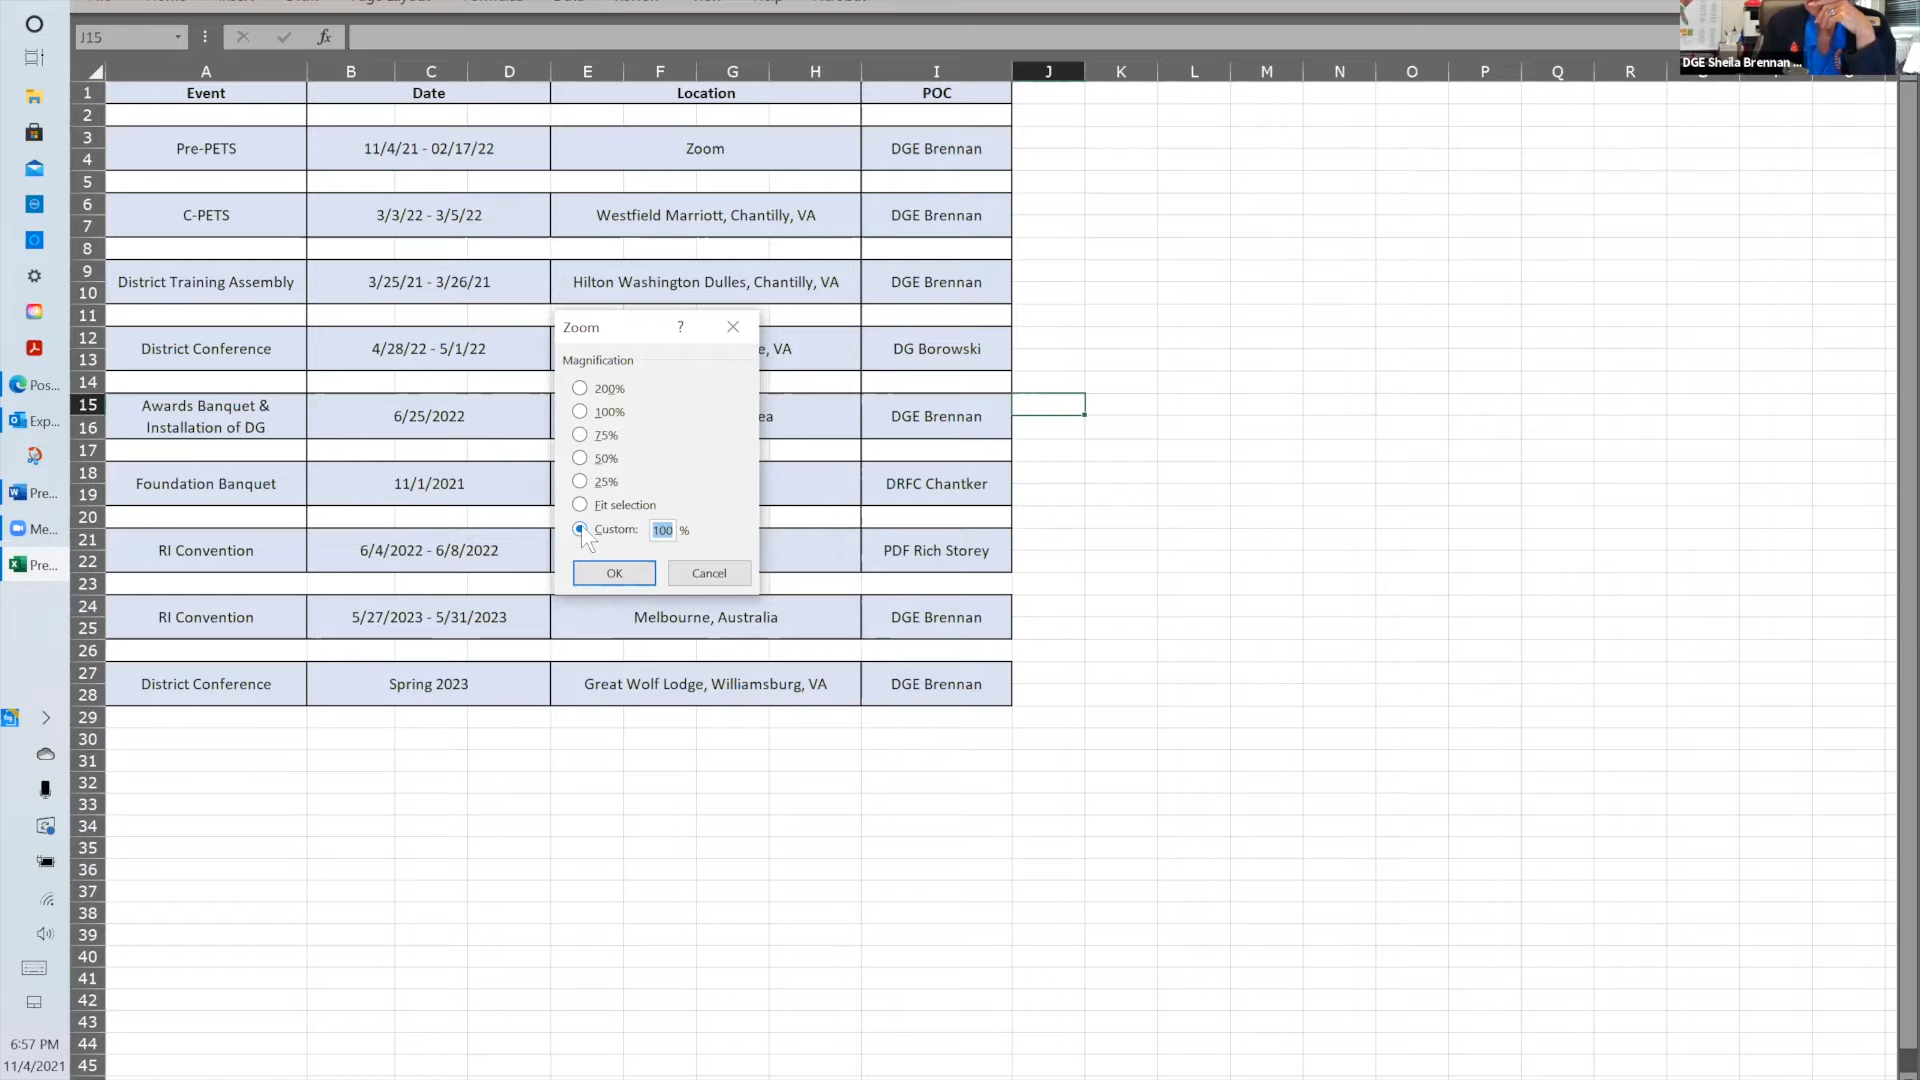 J15
fx
A B C D E F G H I J K L M N O P Q R
DGE Sheila Brennan ...
1 Event Date Location POC
2
3
Pre-PETS 11/4/21 - 02/17/22 Zoom DGE Brennan
4
5
6
C-PETS 3/3/22 - 3/5/22 Westfield Marriott, Chantilly, VA DGE Brennan
7
8
9
District Training Assembly 3/25/21 - 3/26/21 Hilton Washington Dulles, Chantilly, VA DGE Brennan
10
11
12
District Conference 4/28/22 - 5/1/22 VA DG Borowski
13
14
15
Awards Banquet &
Installation of DG 6/25/2022 DGE Brennan
16
17
18
Foundation Banquet 11/1/2021 DRFC Chantker
19
20
21
RI Convention 6/4/2022 - 6/8/2022 PDF Rich Storey
22
23
24
RI Convention 5/27/2023 - 5/31/2023 Melbourne, Australia DGE Brennan
25
26
27
District Conference Spring 2023 Great Wolf Lodge, Williamsburg, VA DGE Brennan
28
29
30
31
32
33
34
35
36
37
38
39
40
41
42
43
44
45
Zoom ?
Magnification
200%
100%
75%
50%
25%
Fit selection
Custom: 100 %
OK Cancel
Pos...
Exp...
Pre...
Me...
Pre...
6:57 PM
11/4/2021